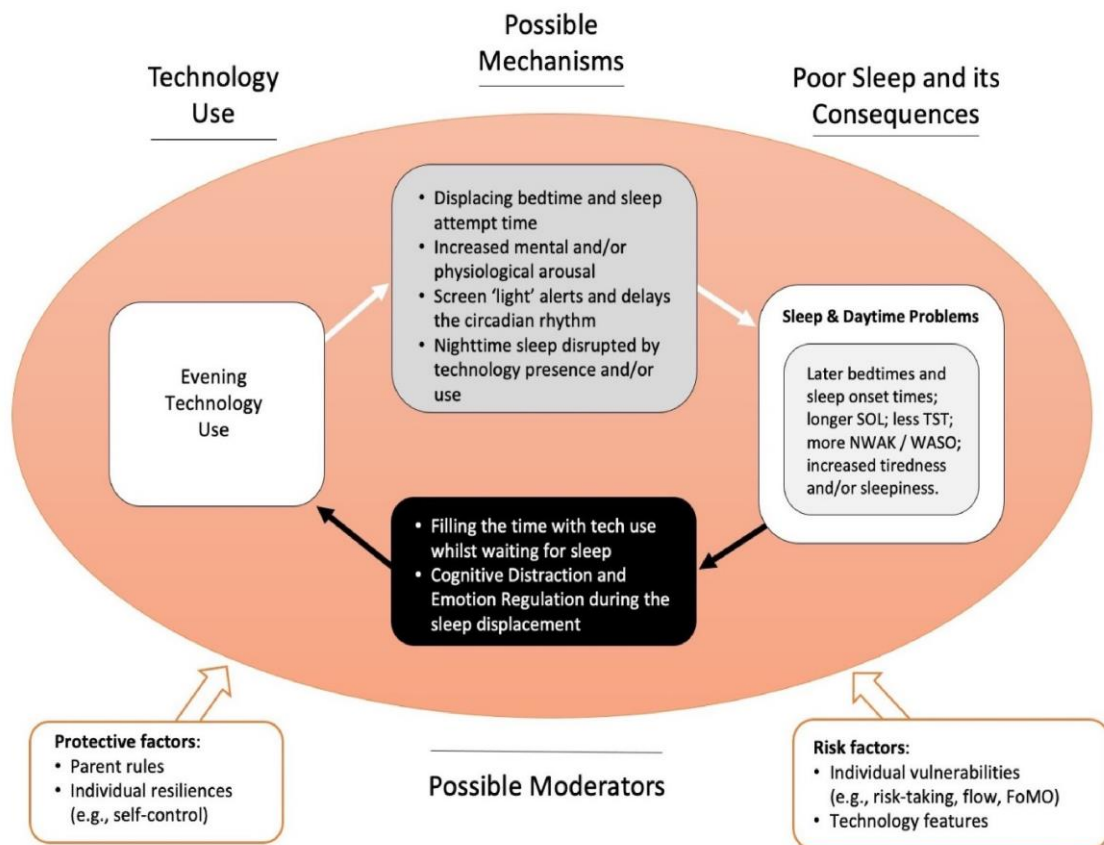 Possible
Mechanisms
Technology
Use
Poor Sleep and its
Consequences
• Displacing bedtime and sleep
attempt time
• Increased mental and/or
physiological arousal
• Screen ‘light’ alerts and delays
the circadian rhythm
• Nighttime sleep disrupted by
technology presence and/or
use
Evening
Technology
Use
Sleep & Daytime Problems
Later bedtimes and
sleep onset times;
longer SOL; less TST;
more NWAK / WASO;
increased tiredness
and/or sleepiness.
• Filling the time with tech use
whilst waiting for sleep
• Cognitive Distraction and
Emotion Regulation during the
sleep displacement
Protective factors:
• Parent rules
• Individual resiliences
(e.g., self-control)
Possible Moderators
Risk factors:
• Individual vulnerabilities
(e.g., risk-taking, flow, FoMO)
• Technology features